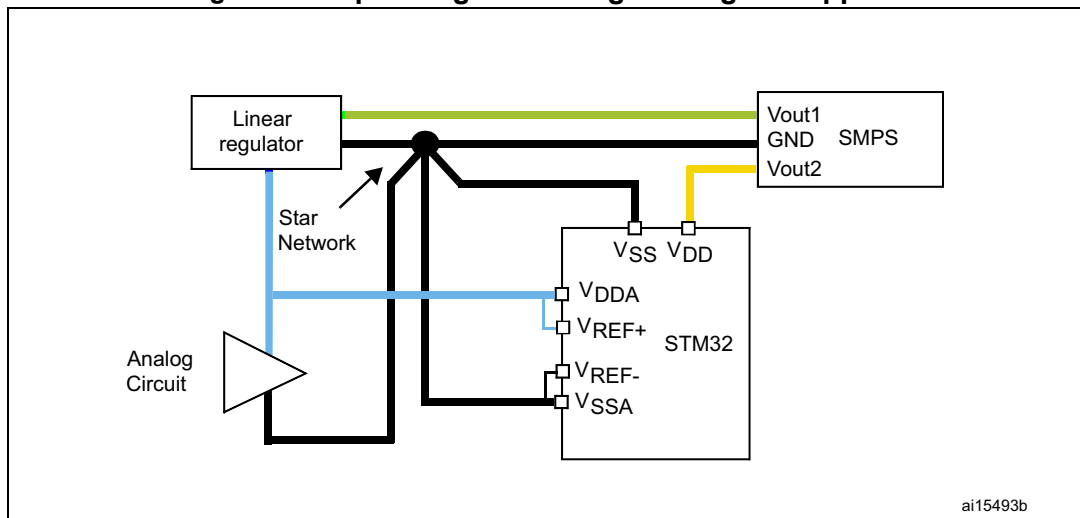 Linear
regulator
Vout1
GND
SMPS
Vout2
Star
Network
VSS
VDD
VDDA
VREF+
STM32
VREF-
VSSA
Analog
Circuit
ai15493b